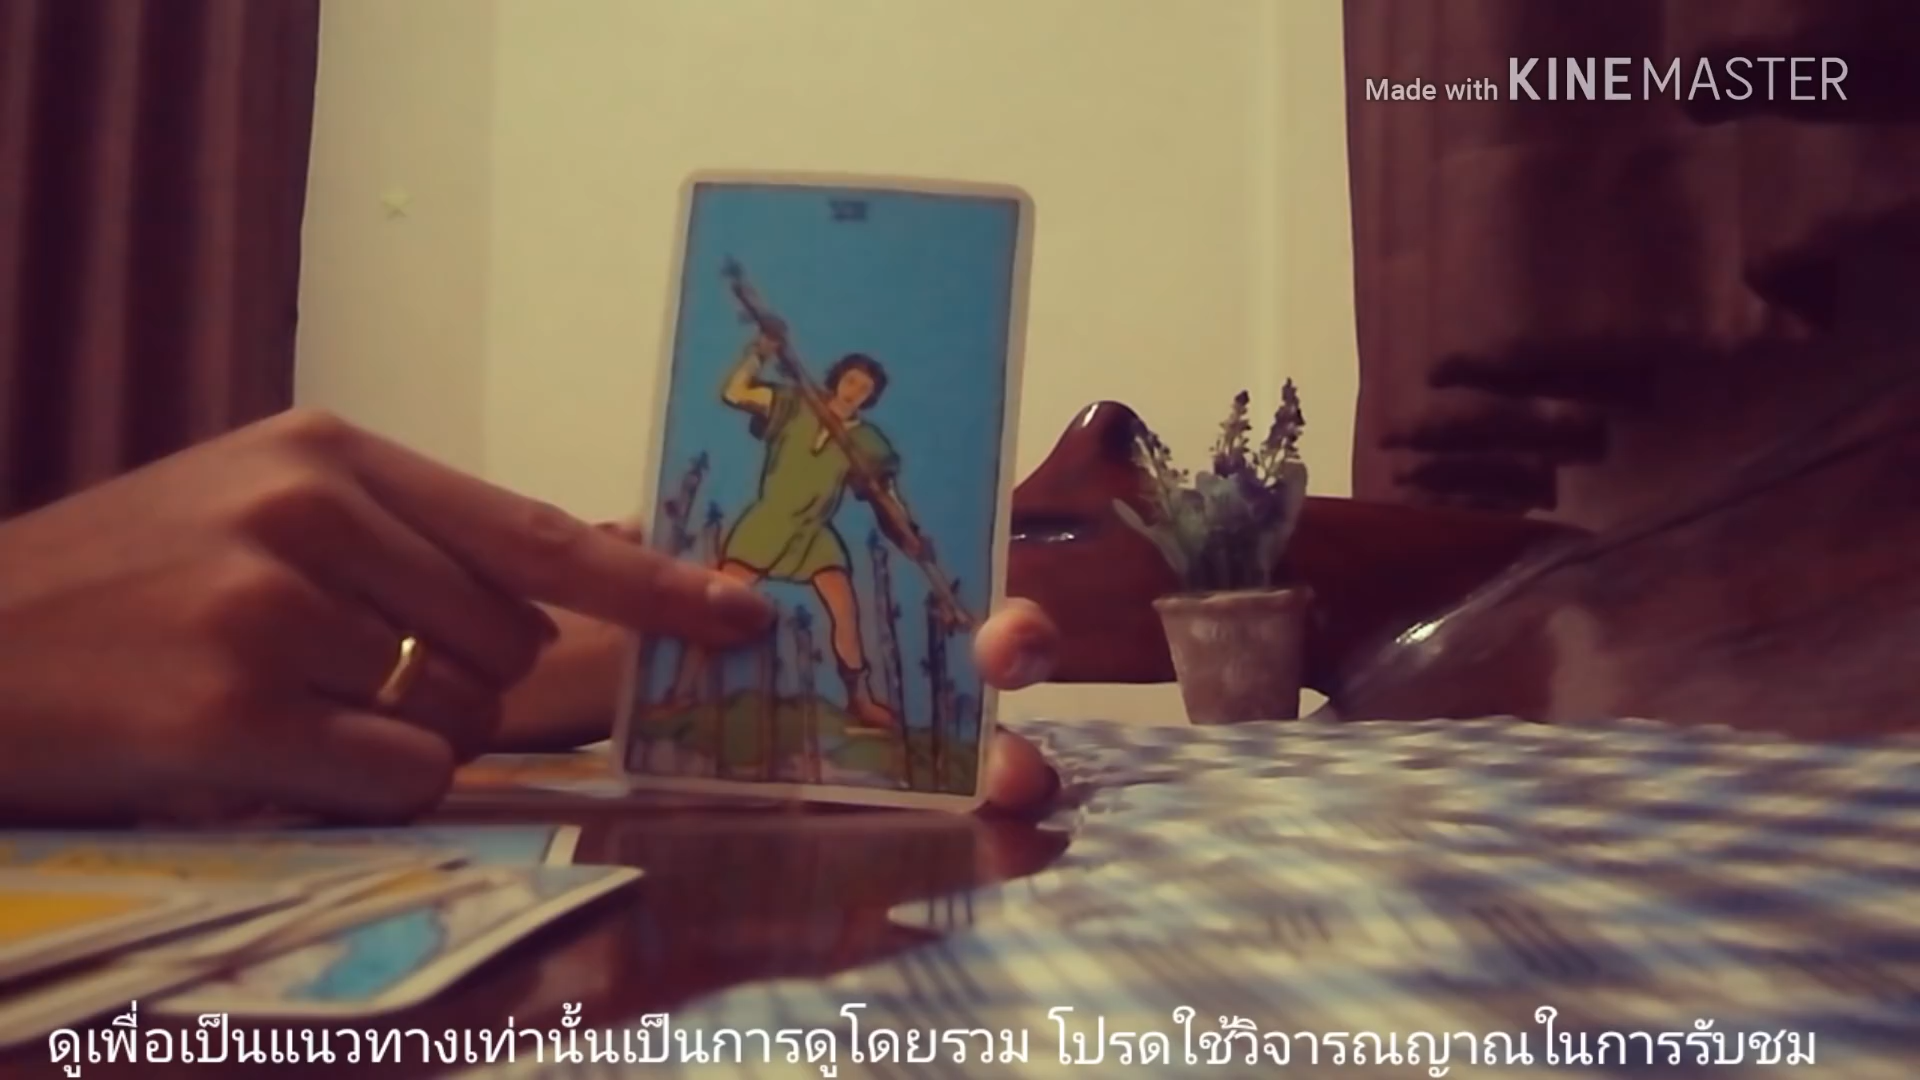 Made with KINEMASTER
ดูเพื่อเป็นแนวทางเท่านั้นเป็นการดูโดยรวม โปรดใช้วิจารณญาณในการรับชม